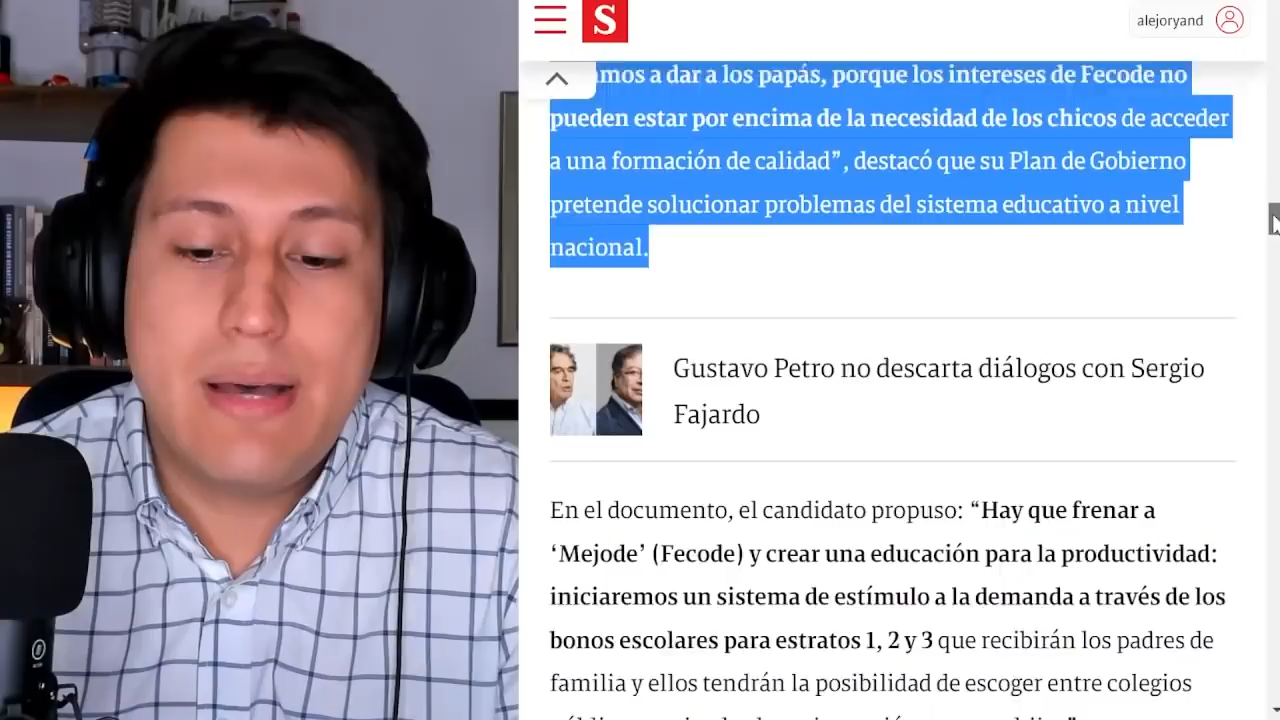 S
alejoryand
amos a dar a los papás, porque los intereses de Fecode no
pueden estar por encima de la necesidad de los chicos de acceder
a una formación de calidad”, destacó que su Plan de Gobierno
pretende solucionar problemas del sistema educativo a nivel
nacional.
Gustavo Petro no descarta diálogos con Sergio
Fajardo
En el documento, el candidato propuso: “Hay que frenar a
‘Mejode’ (Fecode) y crear una educación para la productividad:
iniciaremos un sistema de estímulo a la demanda a través de los
bonos escolares para estratos 1, 2 y 3 que recibirán los padres de
familia y ellos tendrán la posibilidad de escoger entre colegios